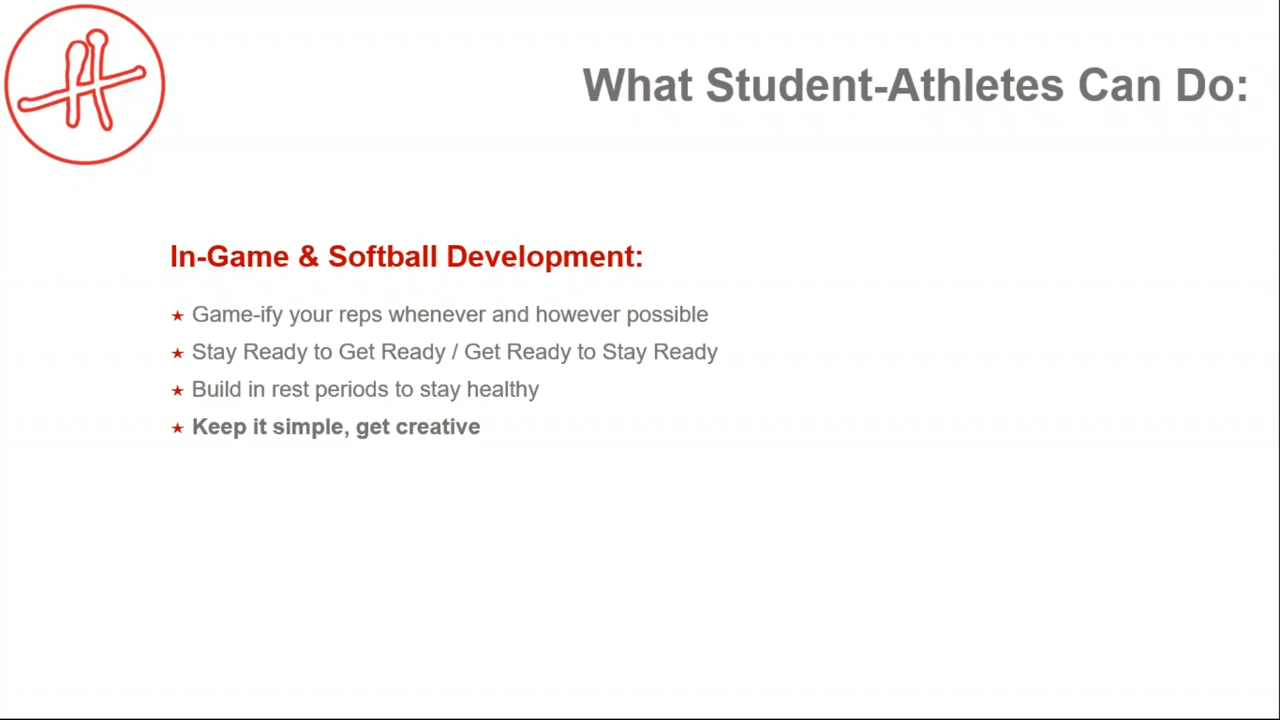 What Student-Athletes Can Do:
In-Game & Softball Development:
★ Game-ify your reps whenever and however possible
★ Stay Ready to Get Ready / Get Ready to Stay Ready
★ Build in rest periods to stay healthy
★ Keep it simple, get creative